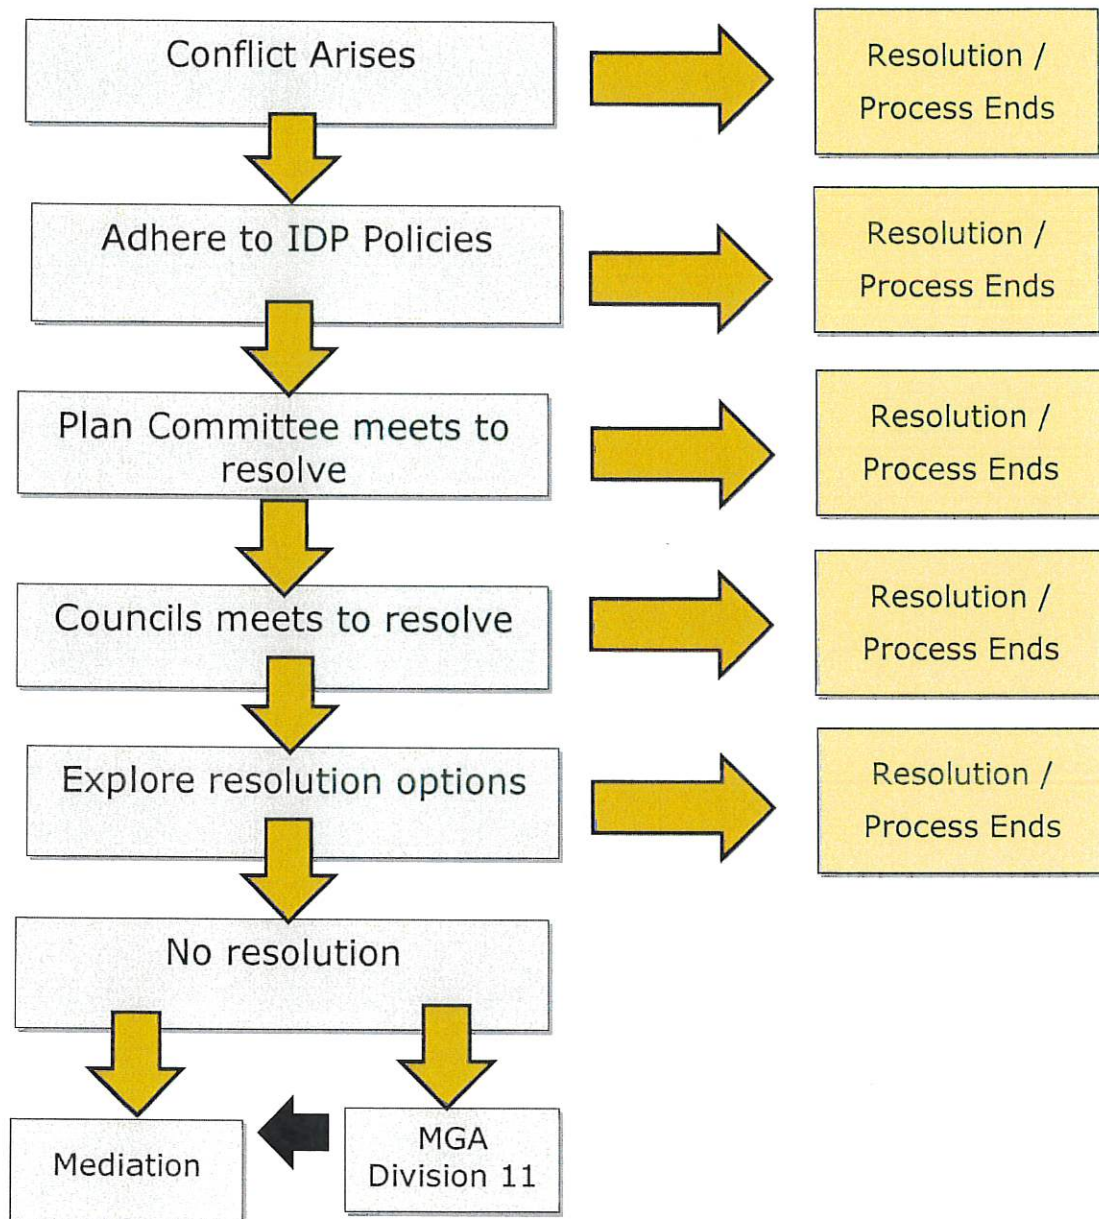 Conflict Arises
Resolution /
Process Ends
Adhere to IDP Policies
Resolution /
Process Ends
Plan Committee meets to
resolve
Resolution /
Process Ends
Councils meets to resolve
Resolution /
Process Ends
Explore resolution options
Resolution /
Process Ends
No resolution
Mediation
MGA
Division 11